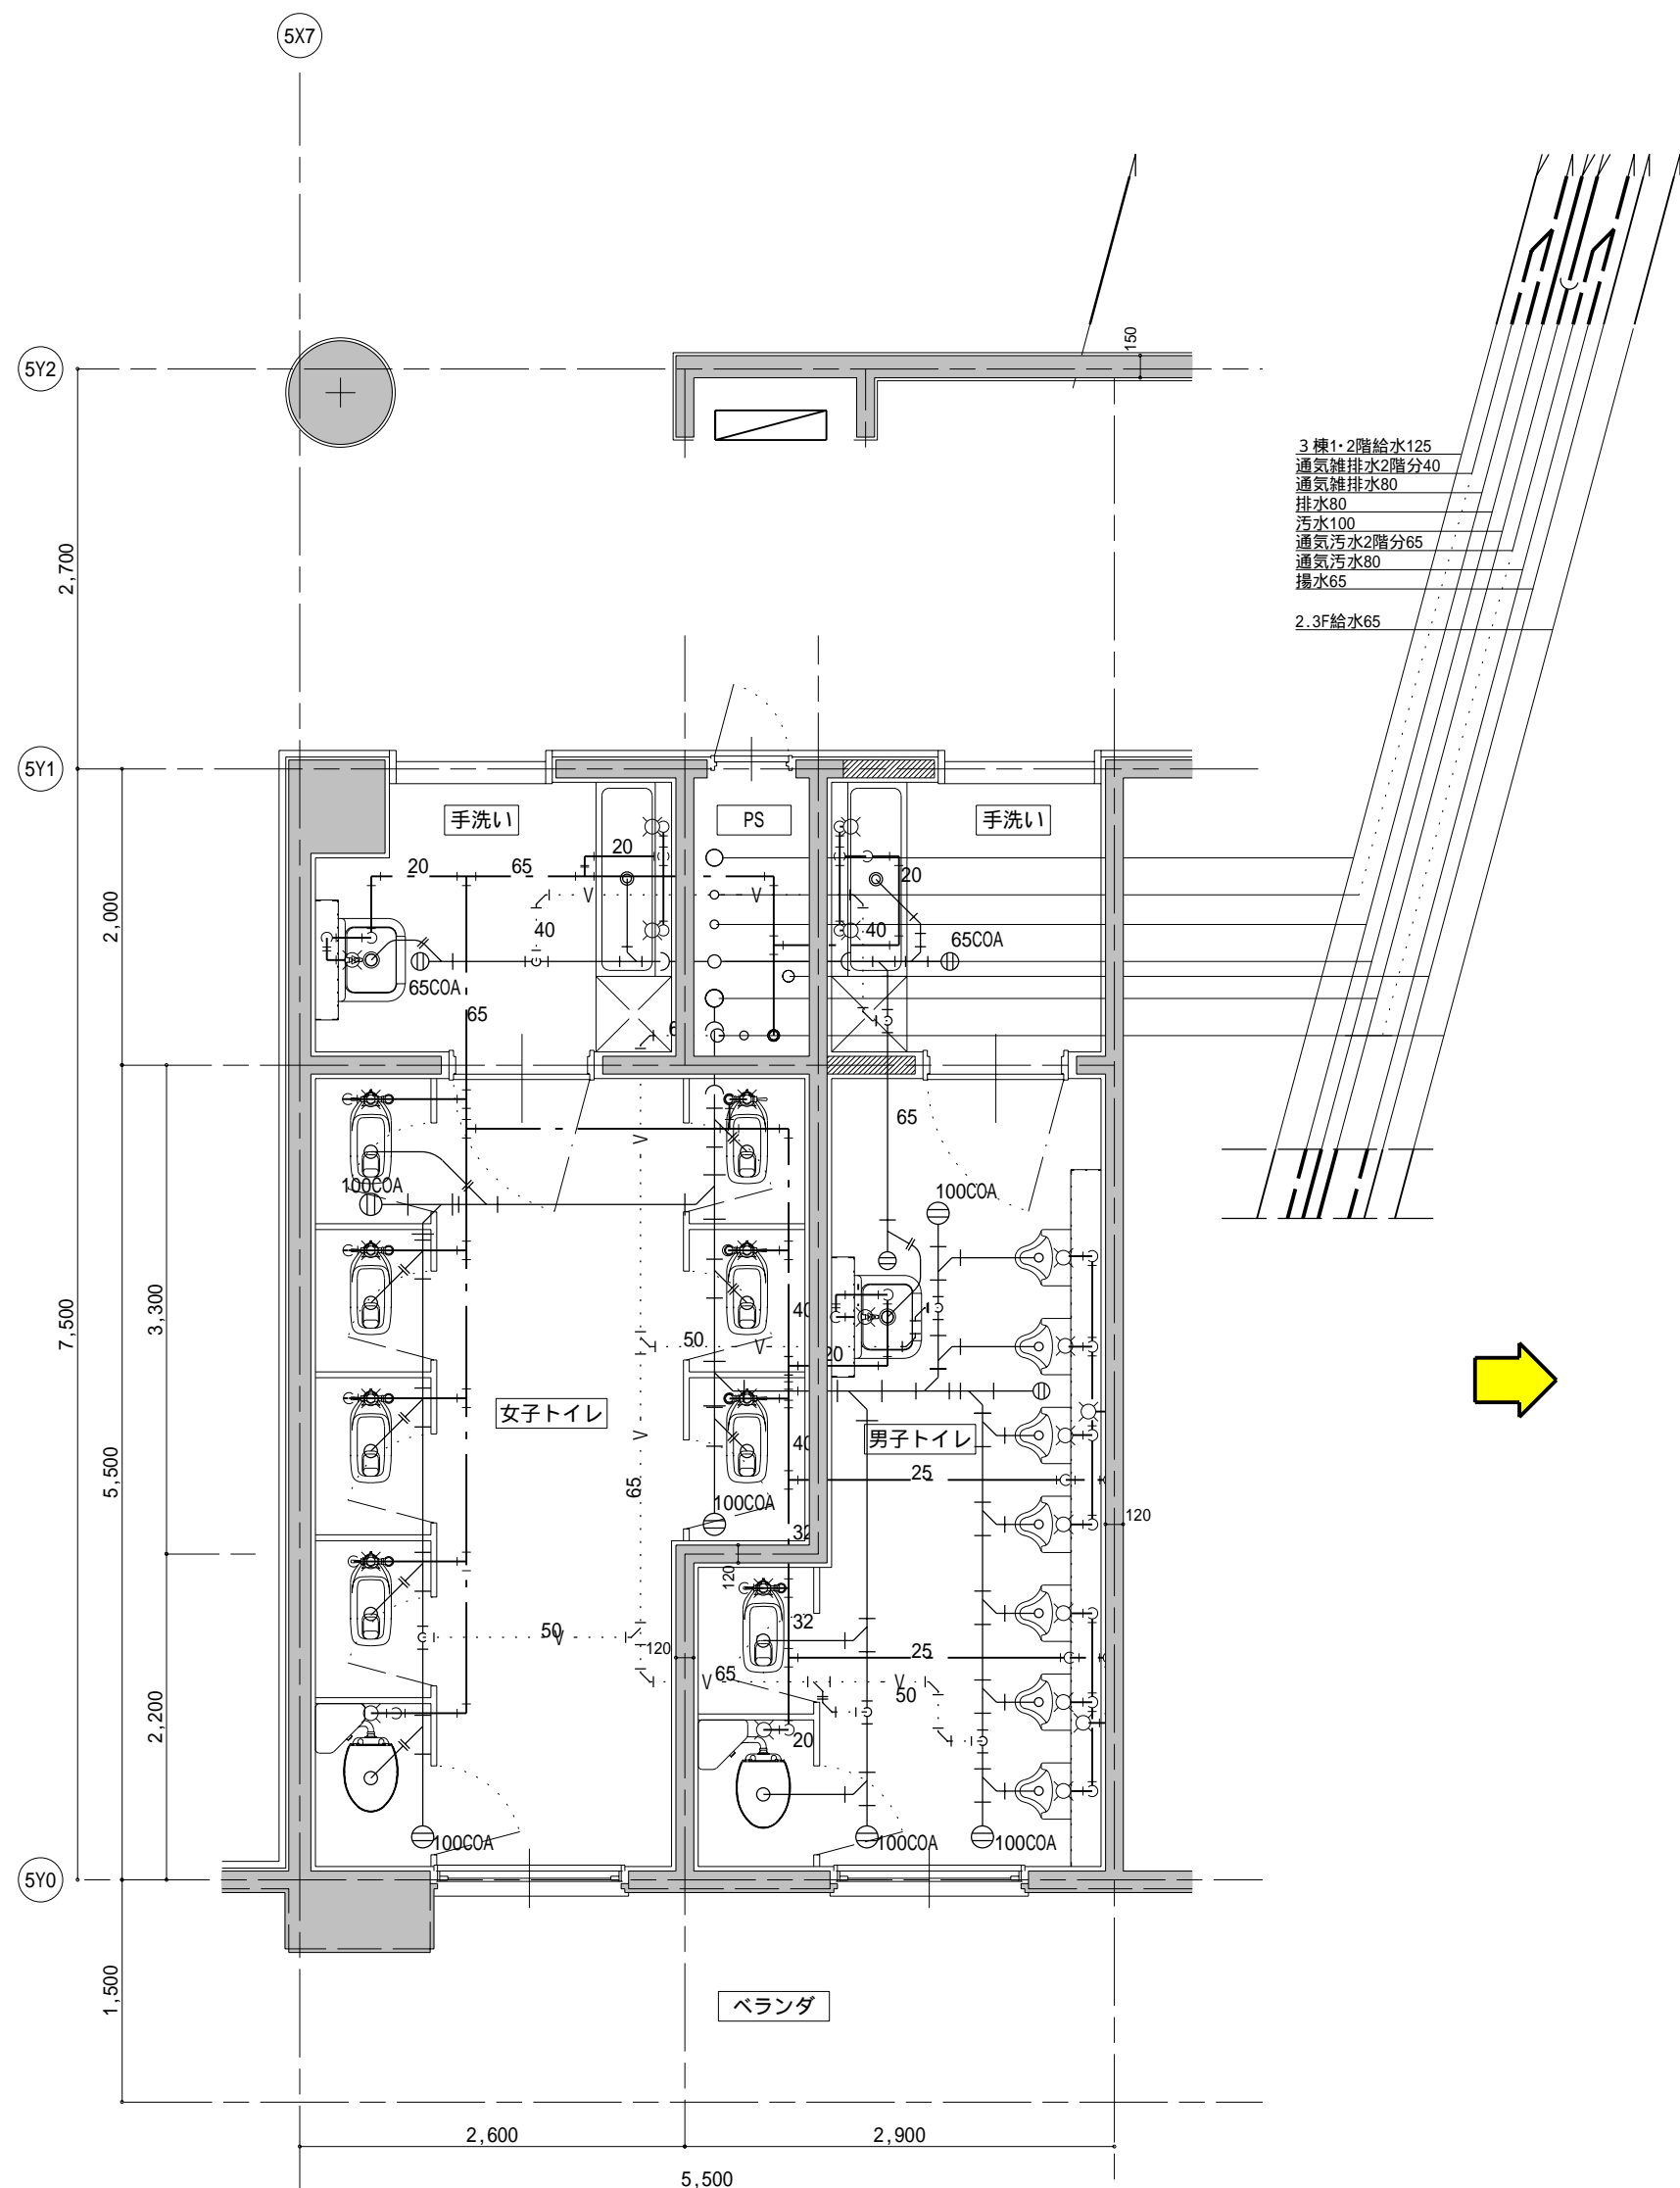 5X7
5Y2
150
3棟1・2階給水125
通気雑排水2階分40
通気雑排水80
排水80
汚水100
通気汚水2階分65
通気汚水80
揚水65
2.3F給水65
2,700
5Y1
手洗い
PS
手洗い
20
65
20
20
V
V
40
40
65COA
65COA
65
2,000
65
100COA
100COA
V
3,300
7,500
40
50
V
20
女子トイレ
男子トイレ
V
40
25
5,500
65
100COA
120
32
120
32
50
V
120
25
65
V
V
50
20
2,200
100COA
100COA
100COA
5Y0
1,500
ベランダ
2,600
2,900
5,500